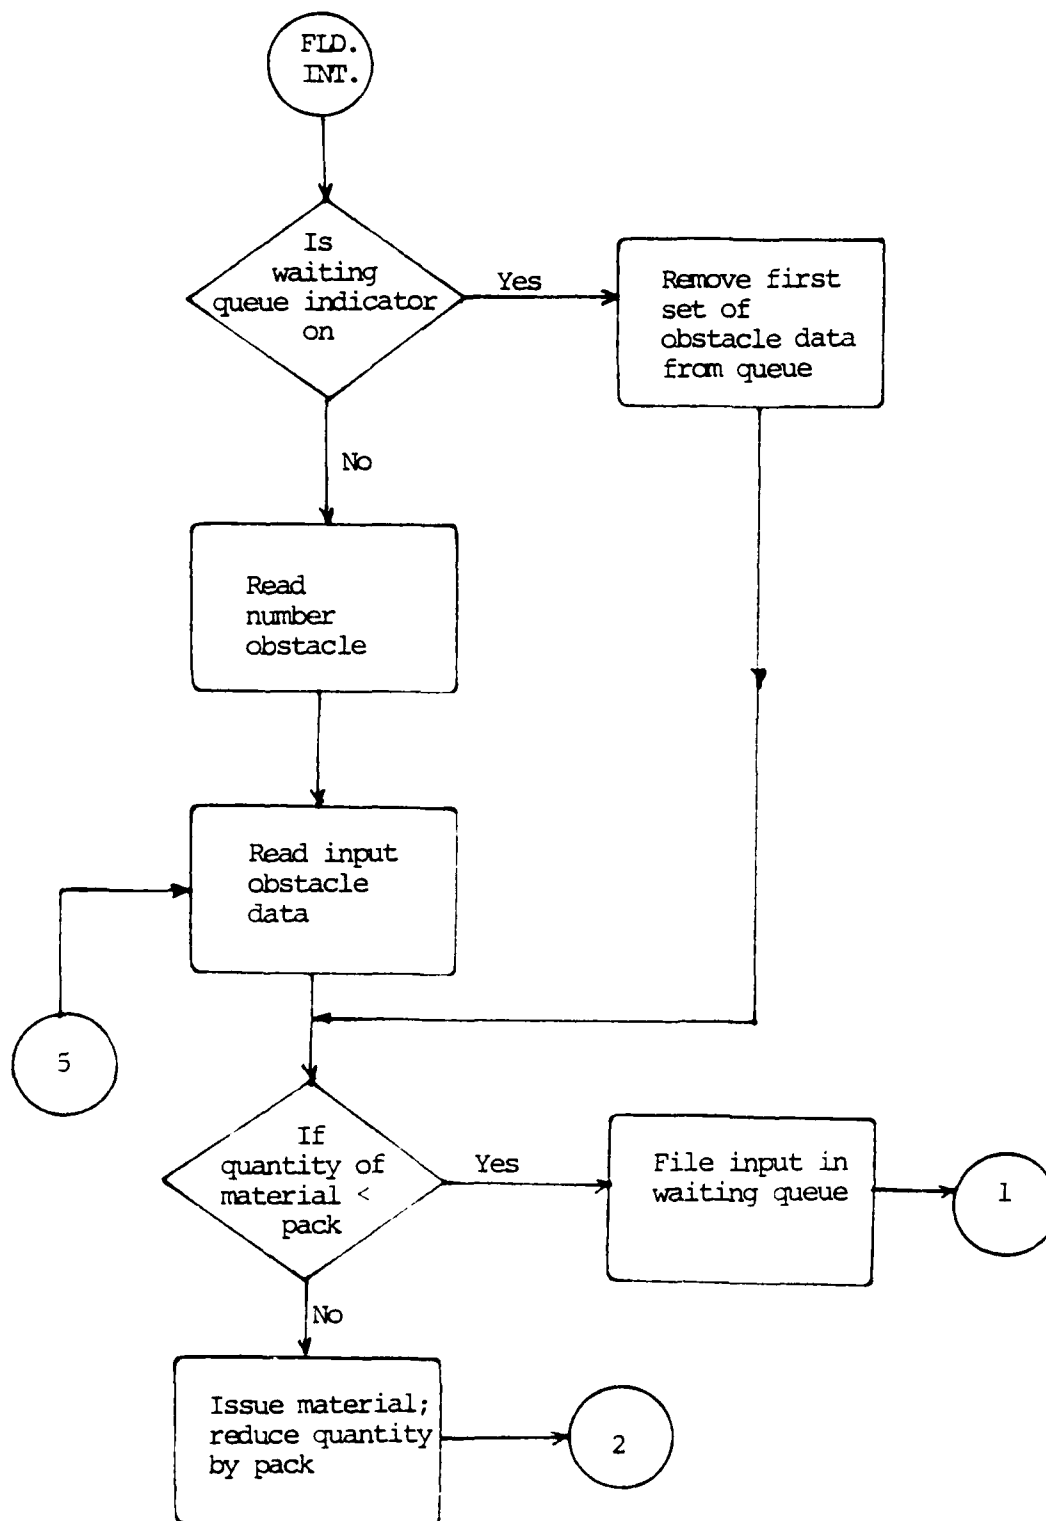 FLD.
INT.
Is
waiting
queue indicator
on
Yes
Remove first
set of
obstacle data
from queue
No
Read
number
obstacle
Read input
obstacle
data
5
If
quantity of
material <
pack
Yes
File input in
waiting queue
1
No
Issue material;
reduce quantity
by pack
2